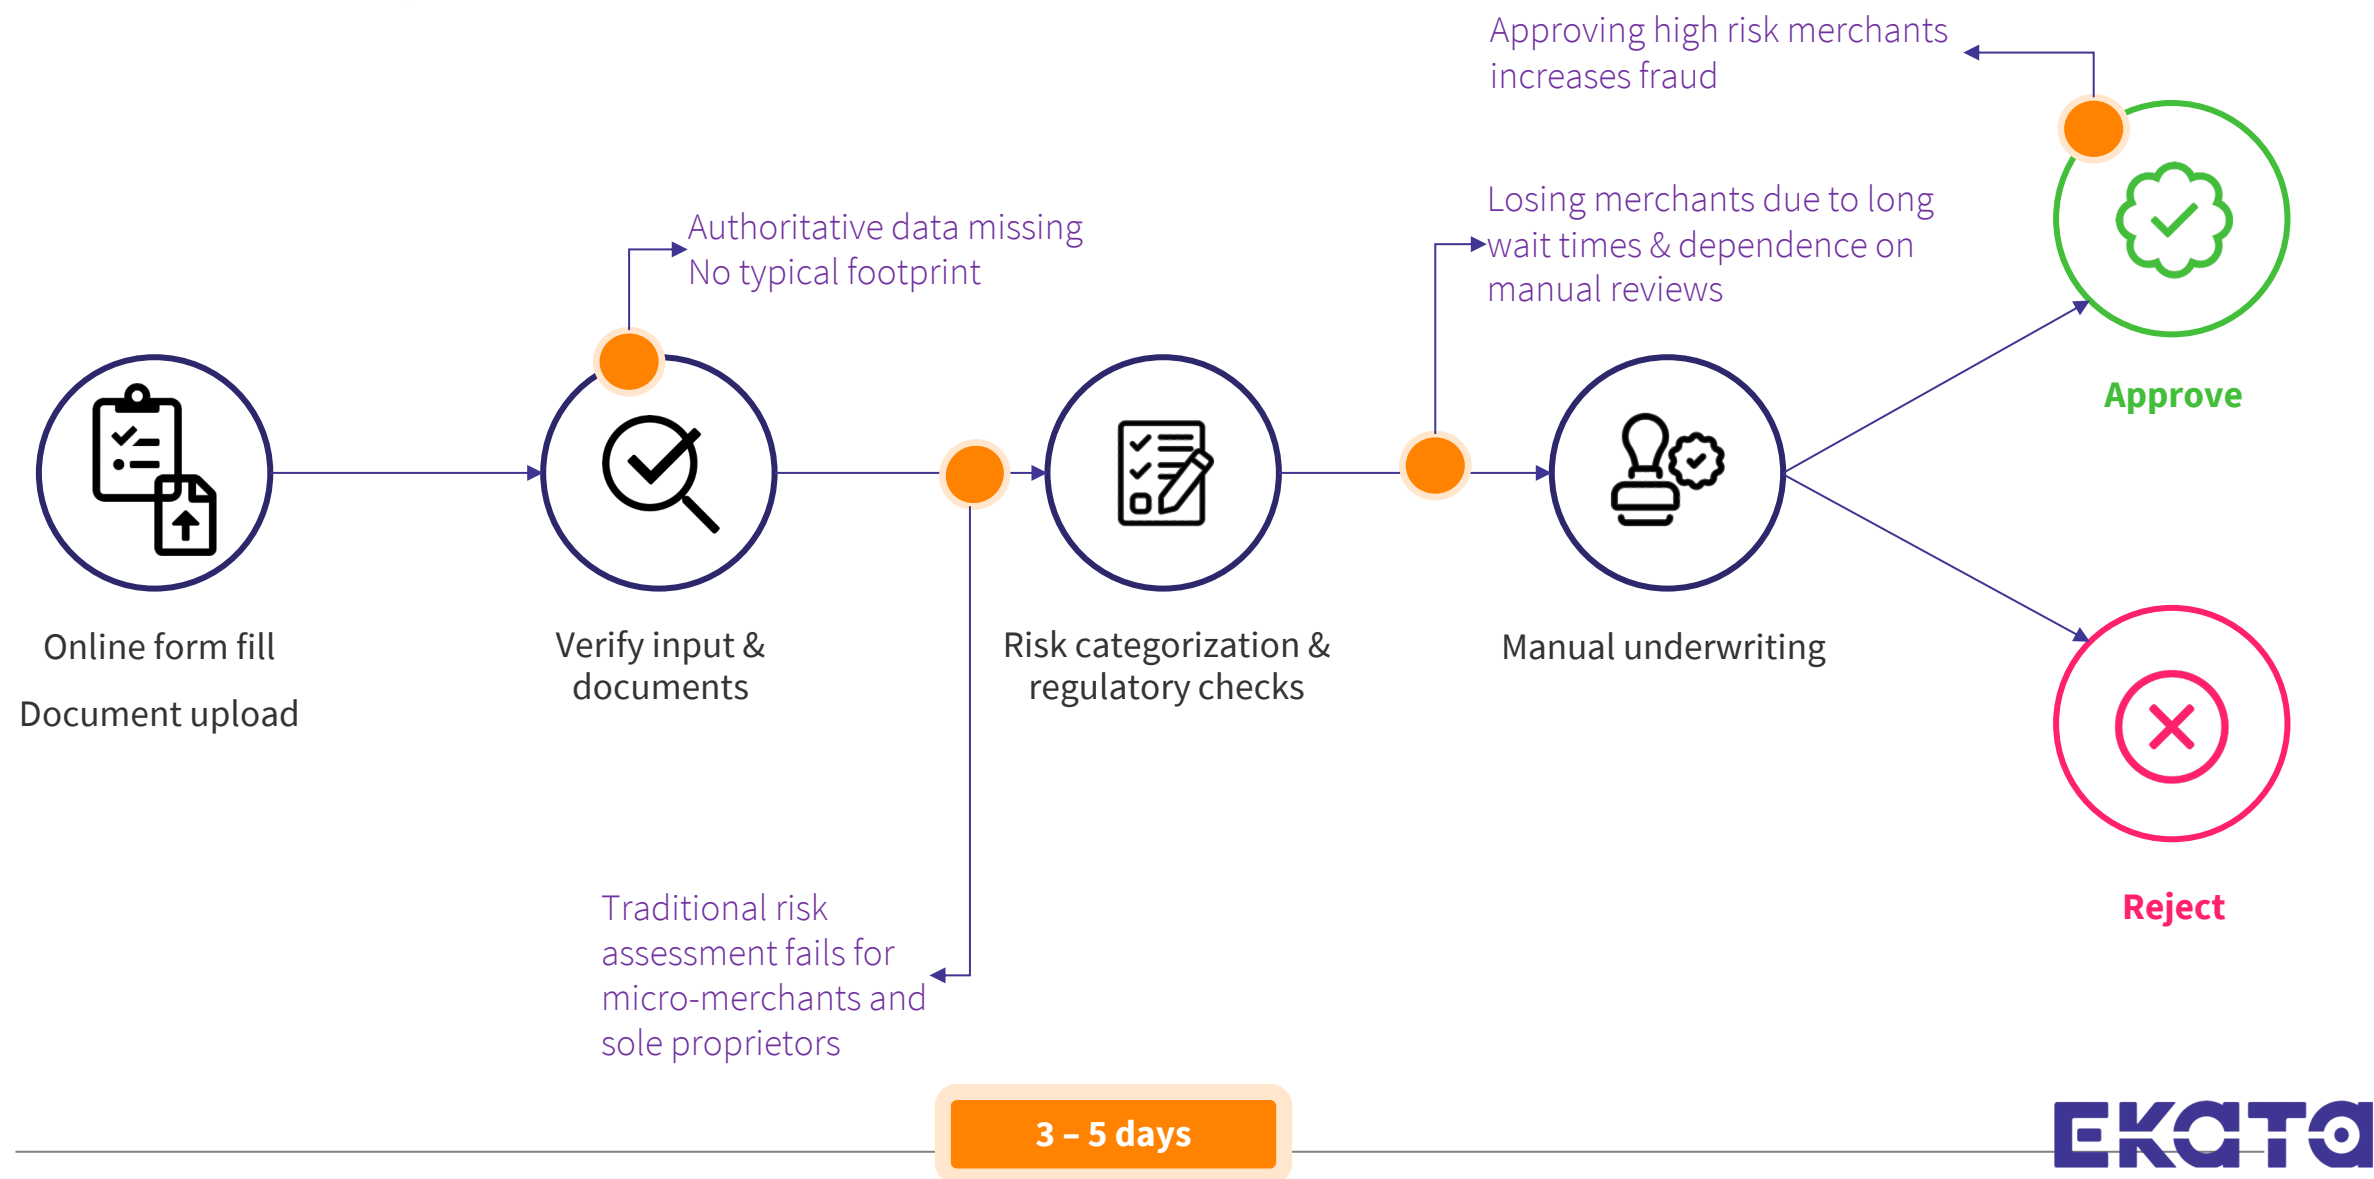 Approving high risk merchants
increases fraud
Losing merchants due to long
wait times & dependence on
manual reviews
Authoritative data missing
No typical footprint
Approve
Online form fill
Document upload
Verify input &
documents
Risk categorization &
regulatory checks
Manual underwriting
Traditional risk
assessment fails for
micro-merchants and
sole proprietors
Reject
3 – 5 days
EKATA